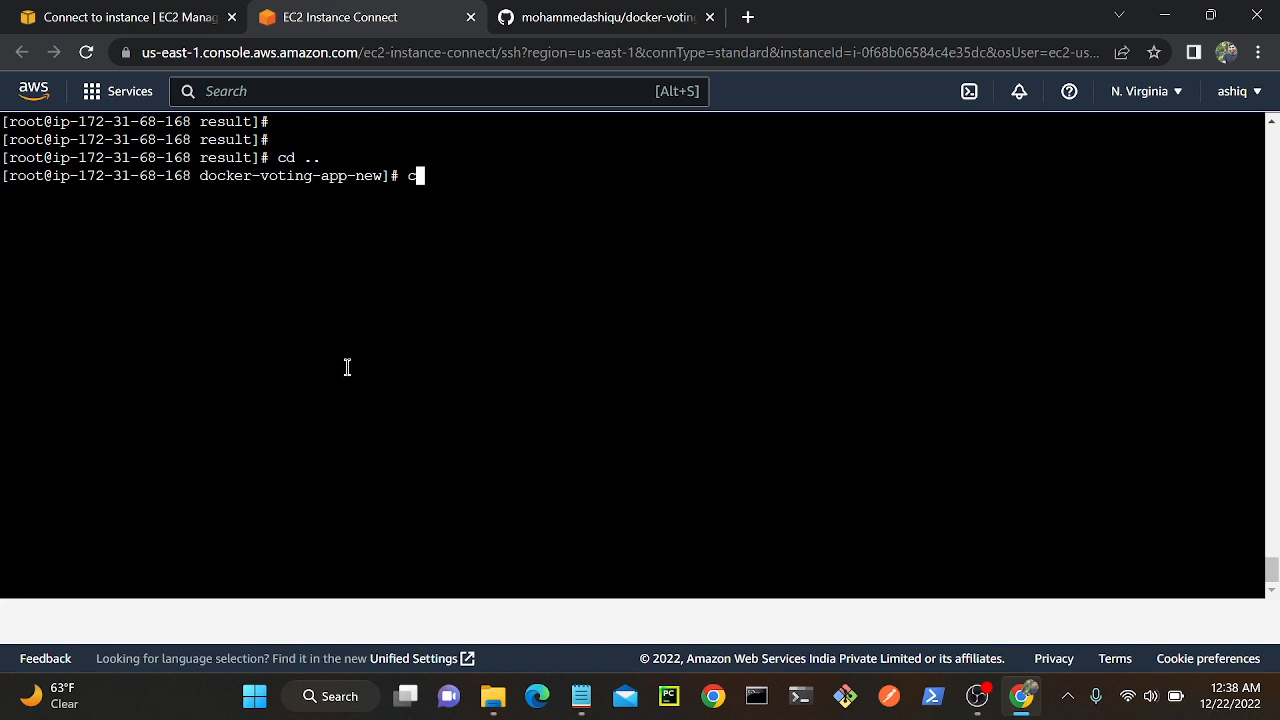 Connect to instance | EC2 Manag
EC2 Instance Connect
mohammedashiqu/docker-voting
us-east-1.console.aws.amazon.com/ec2-instance-connect/ssh?region=us-east-1&connType=standard&instanceId=i-0f68b06584c4e35dc&osUser=ec2-us...
aws
Services
Search
[Alt+S]
N. Virginia
ashiq
[root@ip-172-31-68-168 result]#
[root@ip-172-31-68-168 result]#
[root@ip-172-31-68-168 result]# cd ..
[root@ip-172-31-68-168 docker-voting-app-new]# c
Feedback
Looking for language selection? Find it in the new Unified Settings
© 2022, Amazon Web Services India Private Limited or its affiliates.
Privacy
Terms
Cookie preferences
63°F
Clear
Search
PC
12:38 AM
12/22/2022